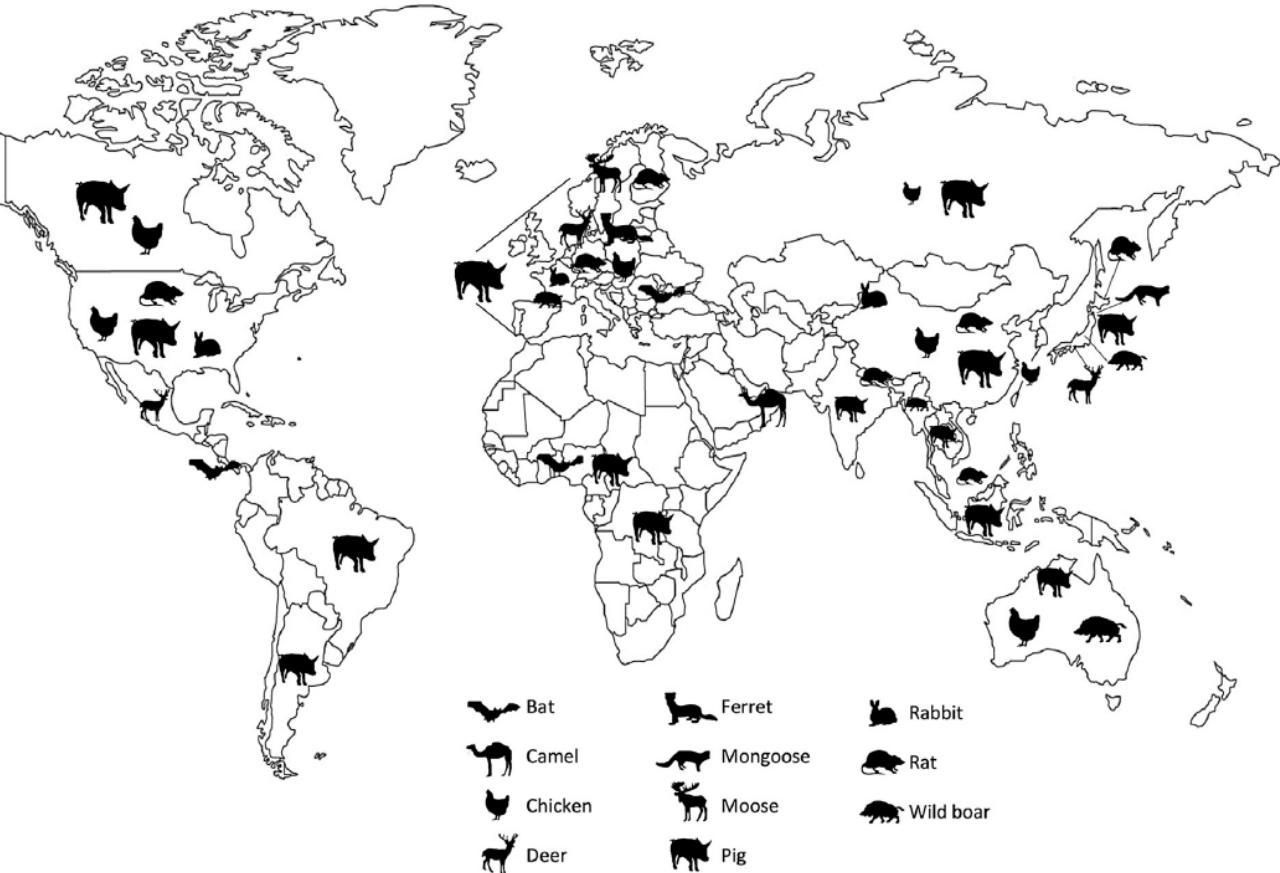 Bat
Camel
Chicken
Deer
Ferret
Mongoose
Moose
Pig
Rabbit
Rat
Wild boar